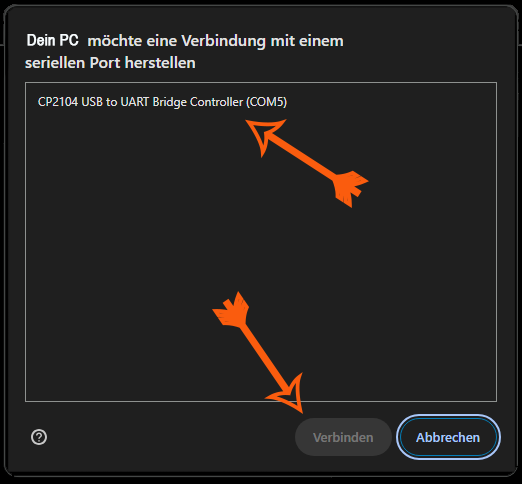 Dein PC möchte eine Verbindung mit einem
seriellen Port herstellen
CP2104 USB to UART Bridge Controller (COM5)
Verbinden
Abbrechen